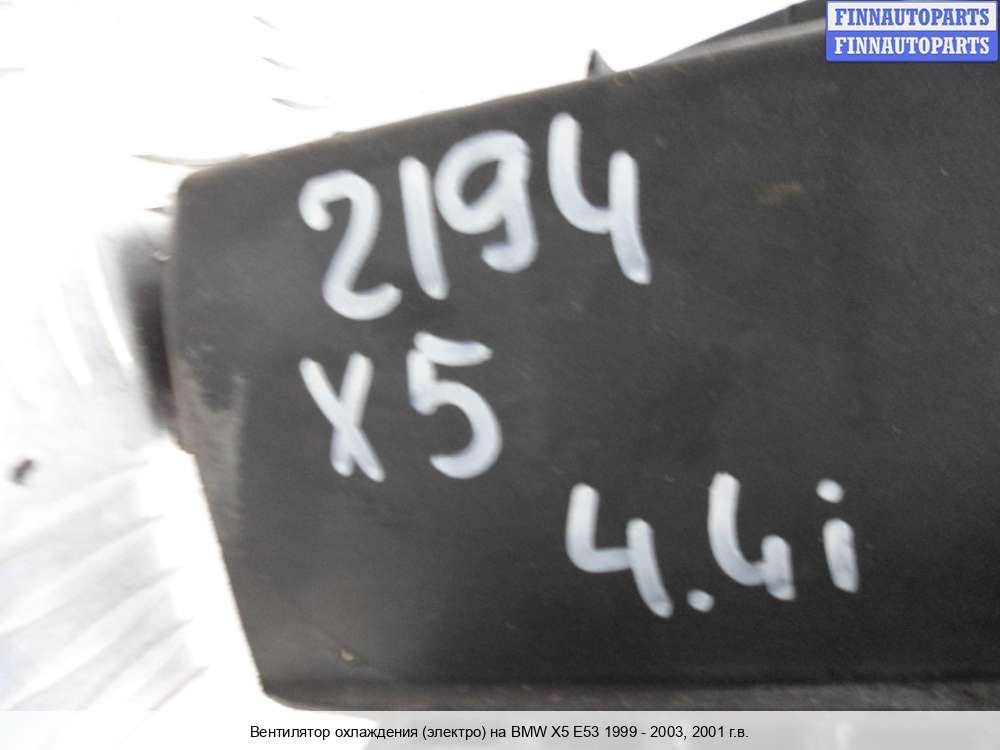 FINNAUTOPARTS
FINNAUTOPARTS
2194
X5
4.4i
Вентилятор охлаждения (электро) на BMW X5 E53 1999 - 2003, 2001 г.в.